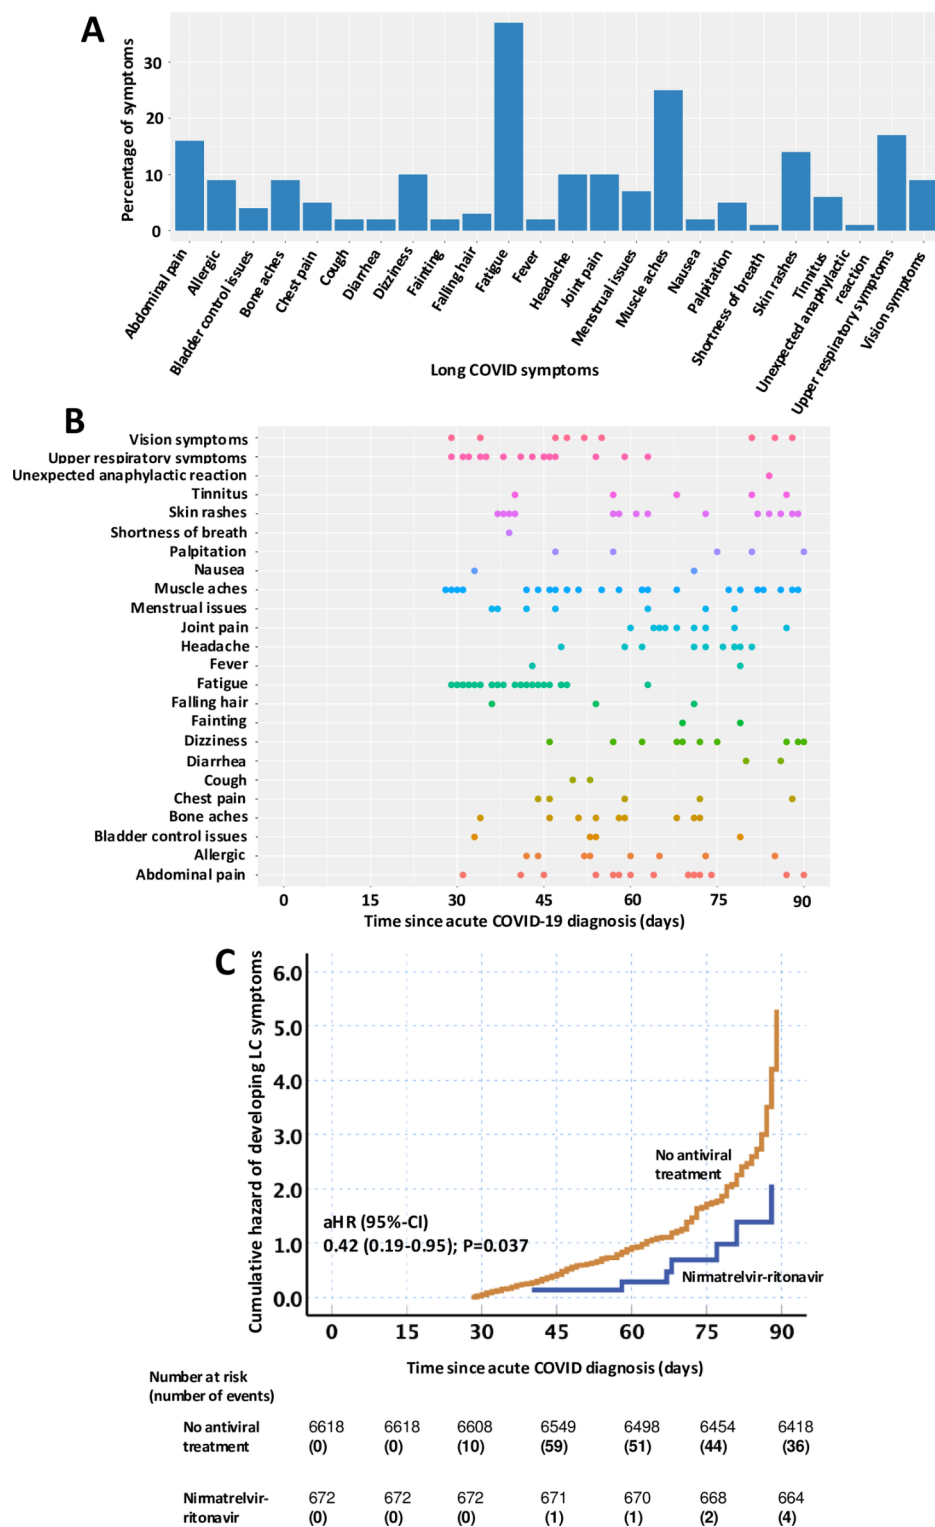 A
Percentage of symptoms
30
20
10
0
Abdominal pain
Allergic
Bladder control issues
Bone aches
Chest pain
Cough
Diarrhea
Dizziness
Fainting
Falling hair
Fatigue
Fever
Headache
Joint pain
Menstrual issues
Muscle aches
Nausea
Palpitation
Shortness of breath
Skin rashes
Tinnitus
Unexpected anaphylactic
reaction
Upper respiratory symptoms
Vision symptoms
Long COVID symptoms
B
Vision symptoms
Upper respiratory symptoms
Unexpected anaphylactic reaction
Tinnitus
Skin rashes
Shortness of breath
Palpitation
Nausea
Muscle aches
Menstrual issues
Joint pain
Headache
Fever
Fatigue
Falling hair
Fainting
Dizziness
Diarrhea
Cough
Chest pain
Bone aches
Bladder control issues
Allergic
Abdominal pain
0 15 30 45 60 75 90
Time since acute COVID-19 diagnosis (days)
C
Cumulative hazard of developing LC symptoms
6.0
5.0
4.0
3.0
2.0
1.0
0.0
No antiviral
treatment
aHR (95%-CI)
0.42 (0.19-0.95); P=0.037
Nirmatrelvir-ritonavir
0 15 30 45 60 75 90
Time since acute COVID diagnosis (days)
Number at risk
(number of events)
No antiviral 6618 6618 6608 6549 6498 6454 6418
treatment (0) (0) (10) (59) (51) (44) (36)
Nirmatrelvir- 672 672 672 671 670 668 664
ritonavir (0) (0) (0) (1) (1) (2) (4)